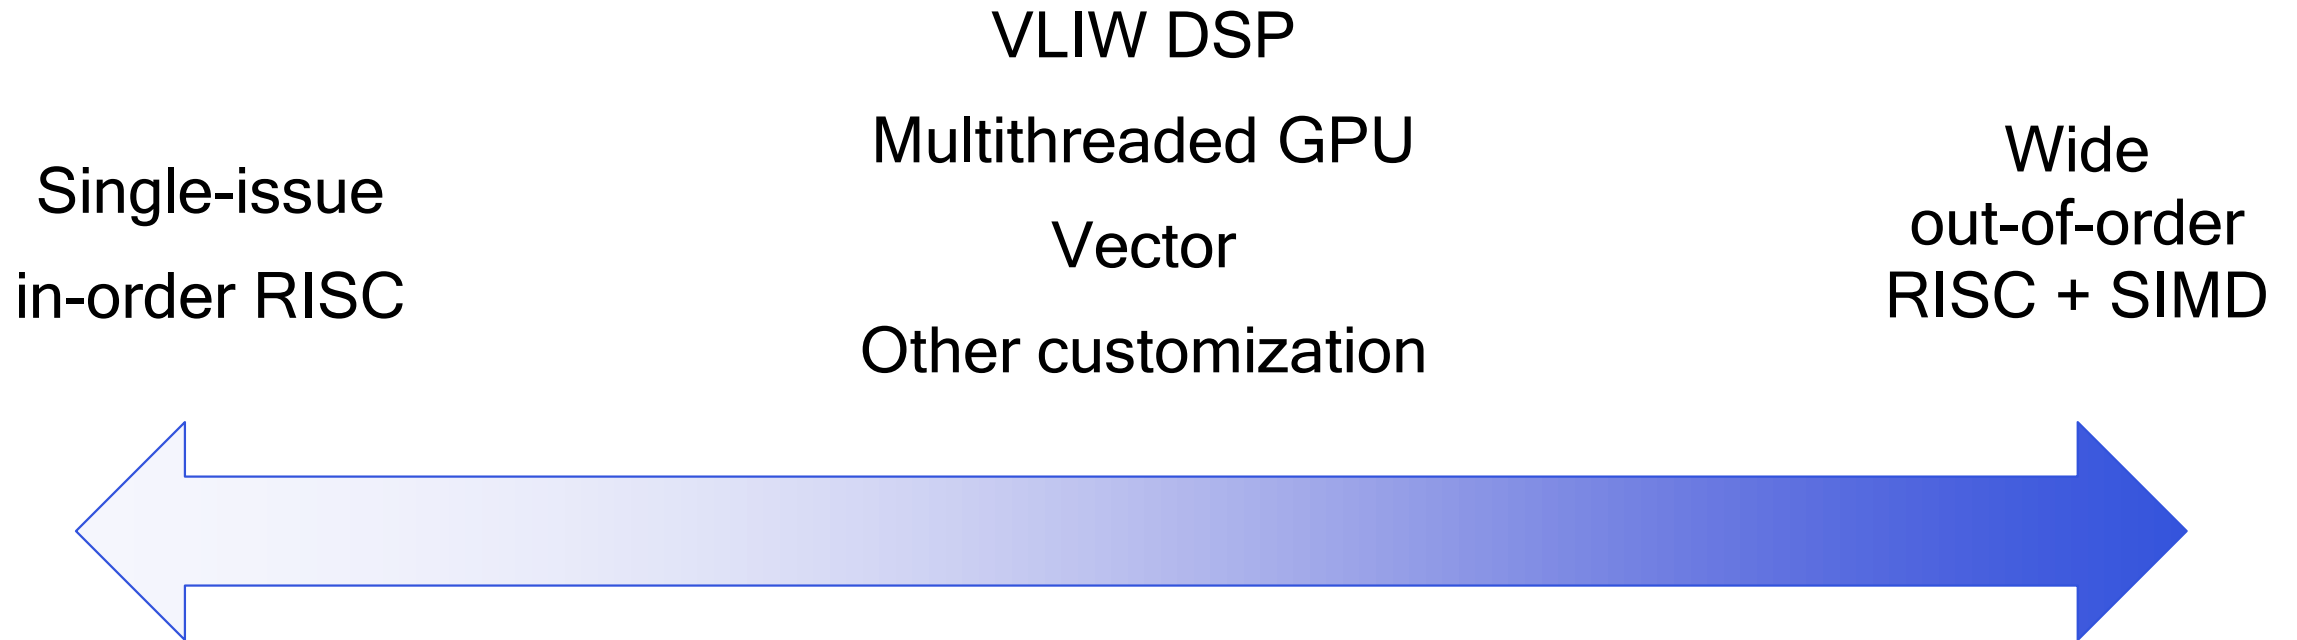 Single-issue
in-order RISC
VLIW DSP
Multithreaded GPU
Vector
Other customization
Wide
out-of-order
RISC + SIMD